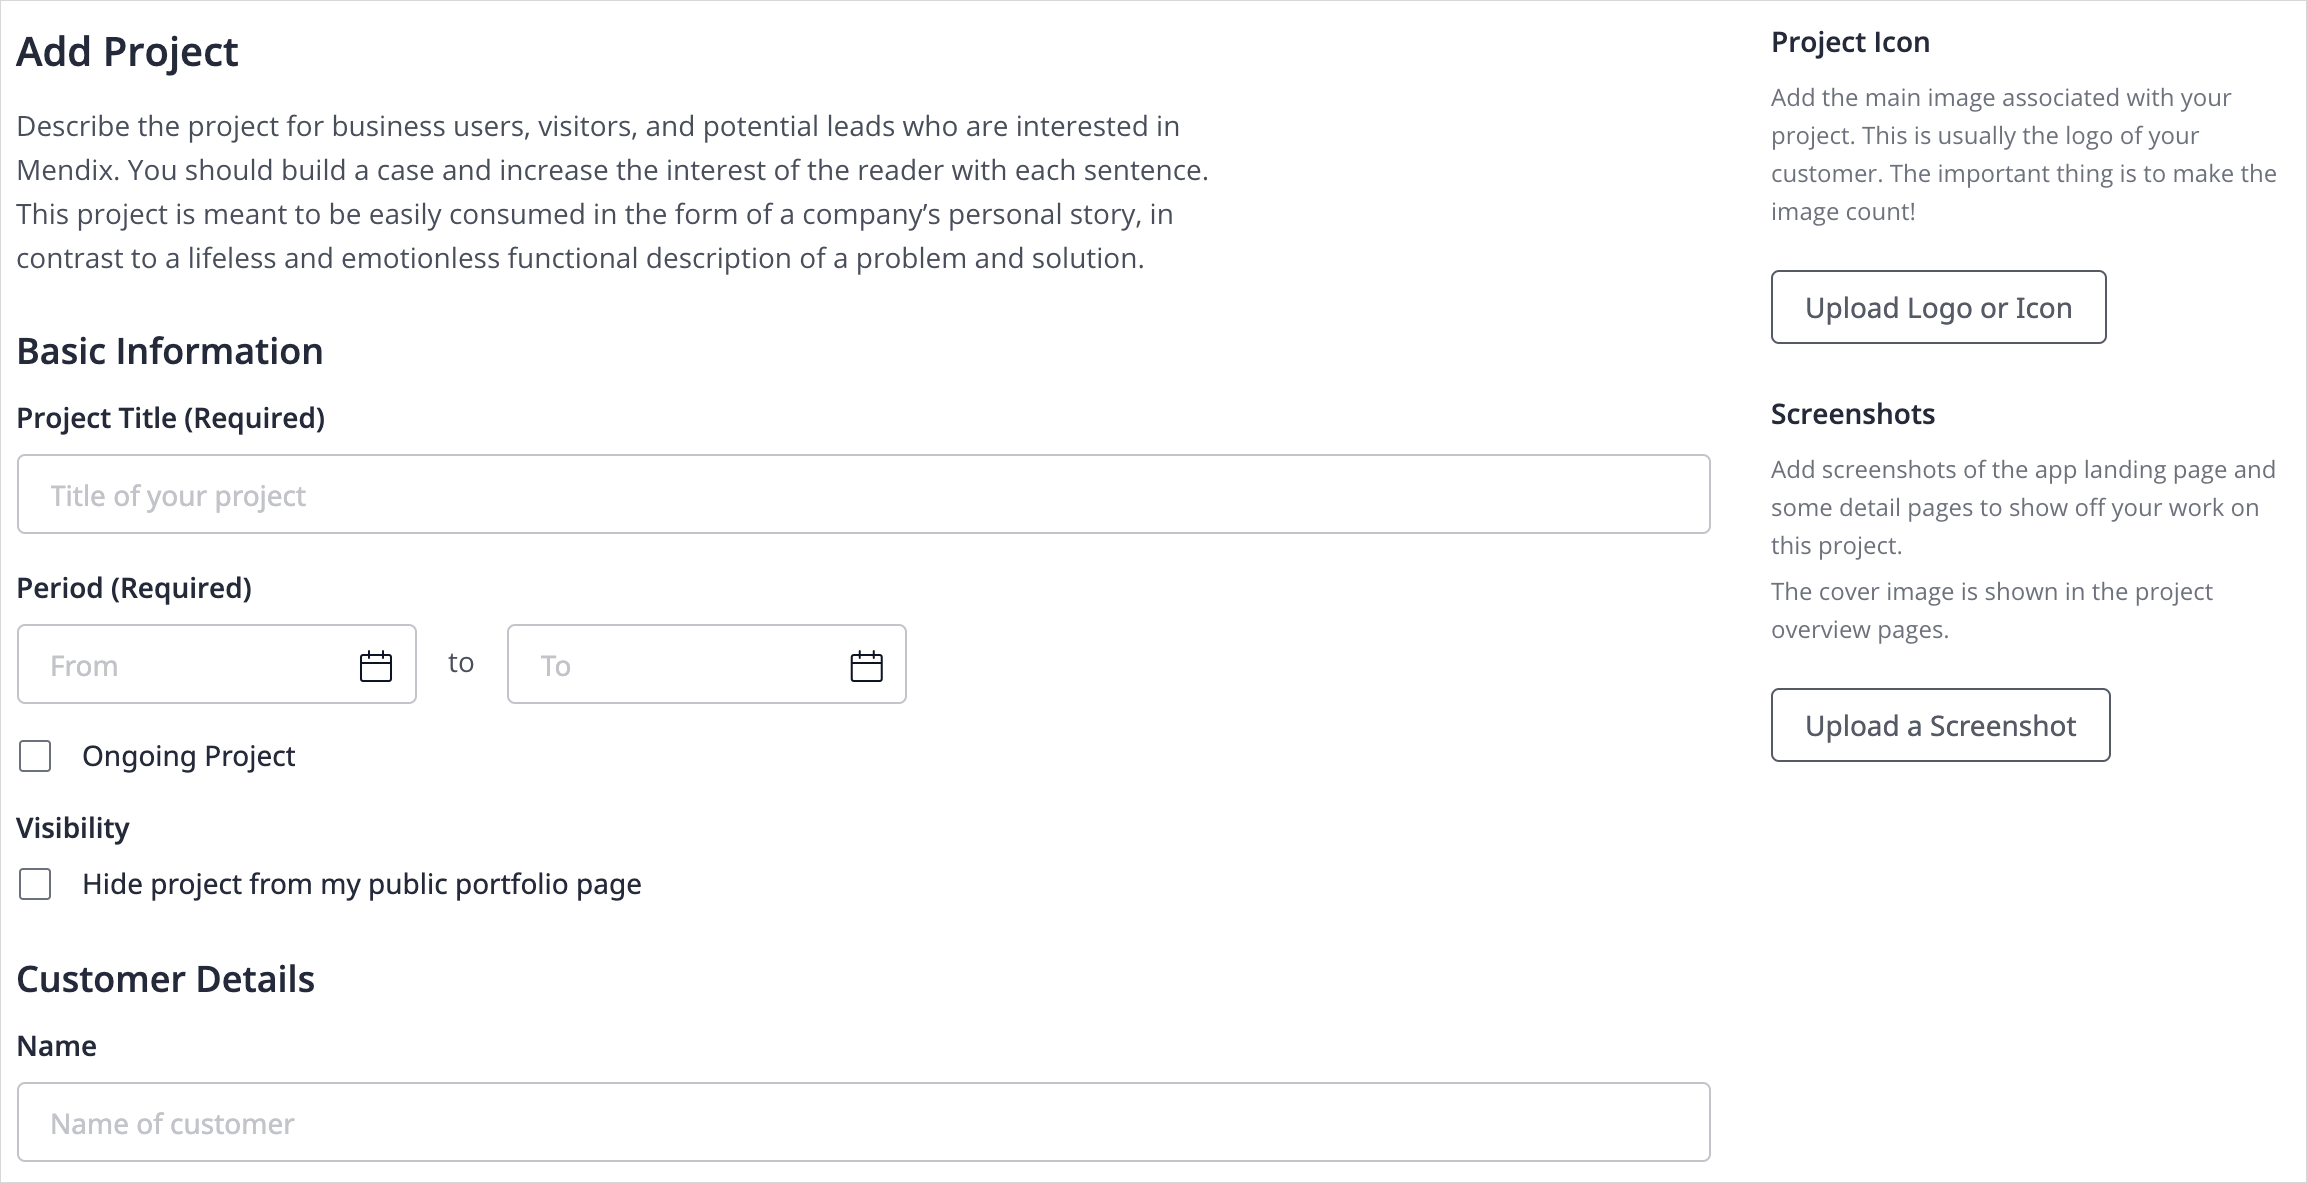 Add Project
Describe the project for business users, visitors, and potential leads who are interested in
Mendix. You should build a case and increase the interest of the reader with each sentence.
This project is meant to be easily consumed in the form of a company’s personal story, in
contrast to a lifeless and emotionless functional description of a problem and solution.
Basic Information
Project Title (Required)
Title of your project
Period (Required)
From to To
Ongoing Project
Visibility
Hide project from my public portfolio page
Customer Details
Name
Name of customer
Project Icon
Add the main image associated with your
project. This is usually the logo of your
customer. The important thing is to make the
image count!
Upload Logo or Icon
Screenshots
Add screenshots of the app landing page and
some detail pages to show off your work on
this project.
The cover image is shown in the project
overview pages.
Upload a Screenshot